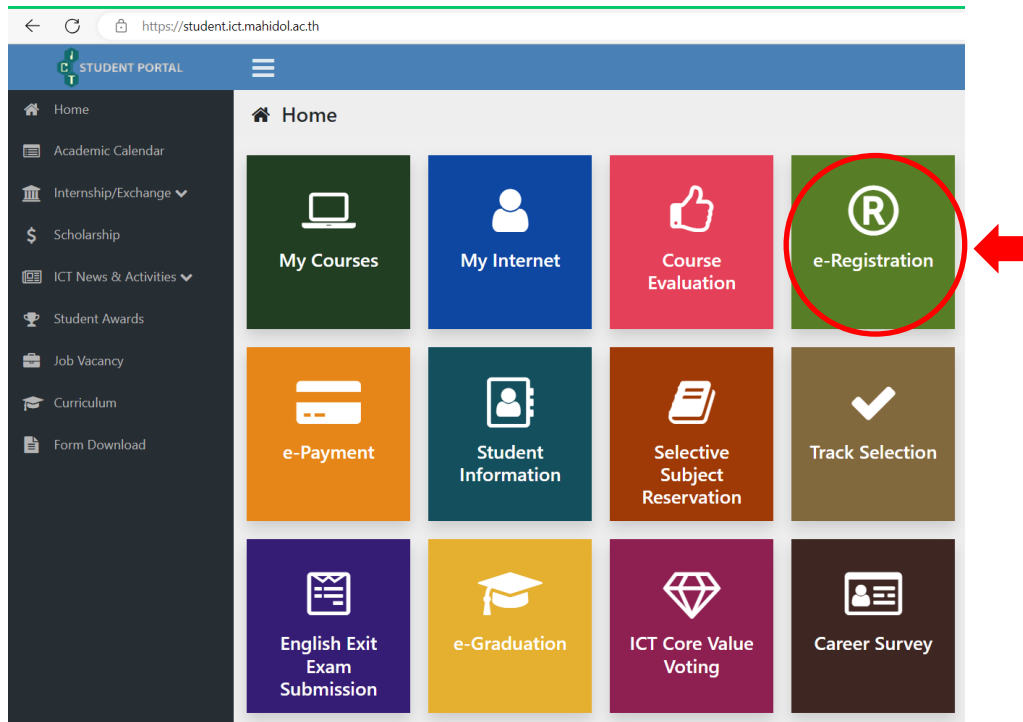 https://student.ict.mahidol.ac.th
ICT
STUDENT PORTAL
Home
Academic Calendar
Internship/Exchange
Scholarship
ICT News & Activities
Student Awards
Job Vacancy
Curriculum
Form Download
Home
My Courses
My Internet
Course
Evaluation
R
e-Registration
e-Payment
Student
Information
Selective
Subject
Reservation
Track Selection
English Exit
Exam
Submission
e-Graduation
ICT Core Value
Voting
Career Survey